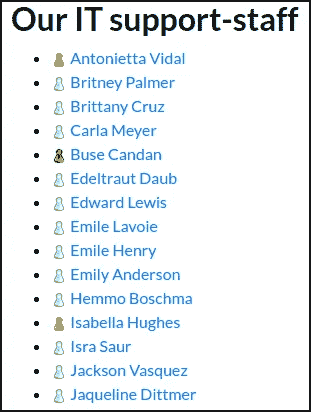 Our IT support-staff
Antonietta Vidal
Britney Palmer
Brittany Cruz
Carla Meyer
Buse Candan
Edeltraut Daub
Edward Lewis
Emile Lavoie
Emile Henry
Emily Anderson
Hemmo Boschma
Isabella Hughes
Isra Saur
Jackson Vasquez
Jaqueline Dittmer